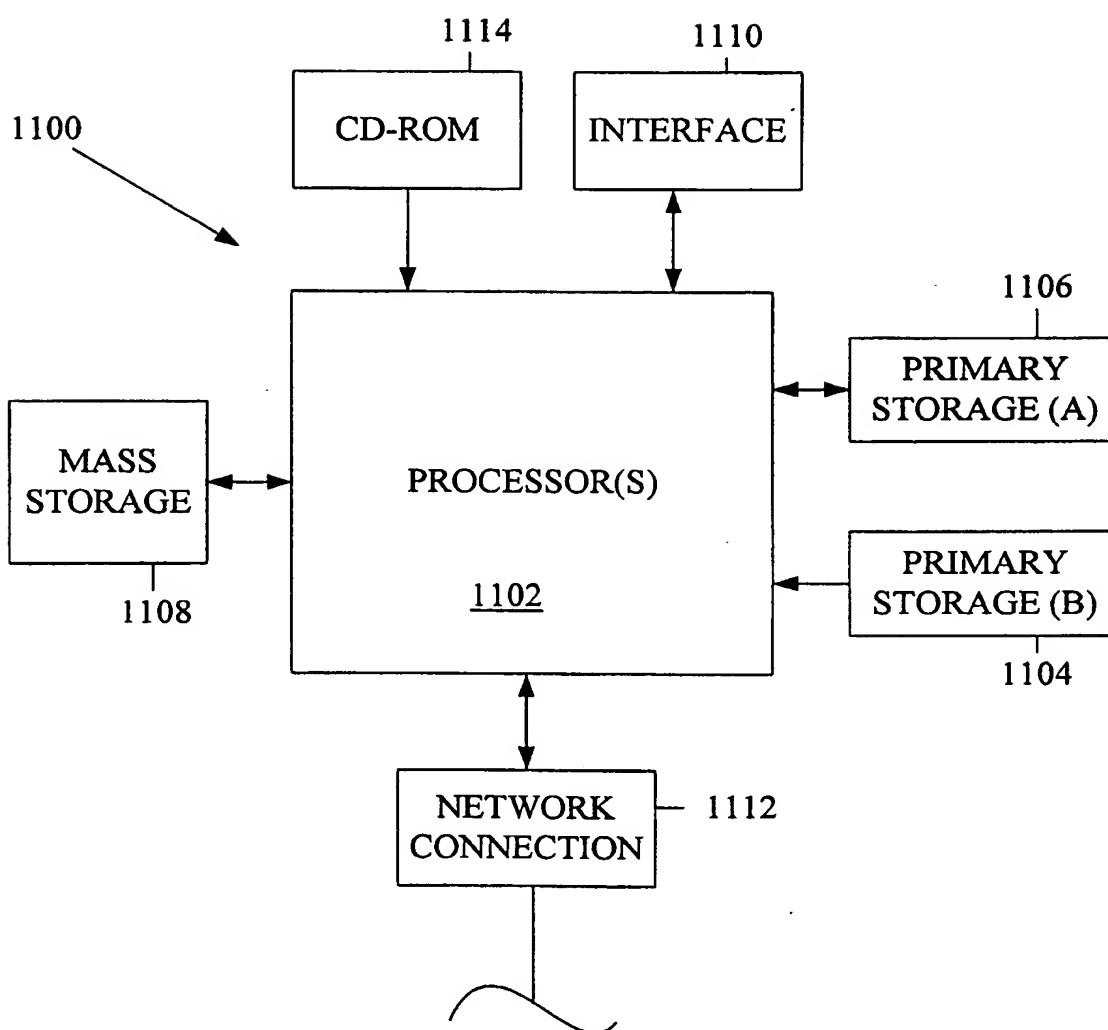 1114
1110
CD-ROM
INTERFACE
1100
1106
PRIMARY
STORAGE (A)
MASS
STORAGE
1108
PROCESSOR(S)
1102
PRIMARY
STORAGE (B)
1104
NETWORK
CONNECTION
1112